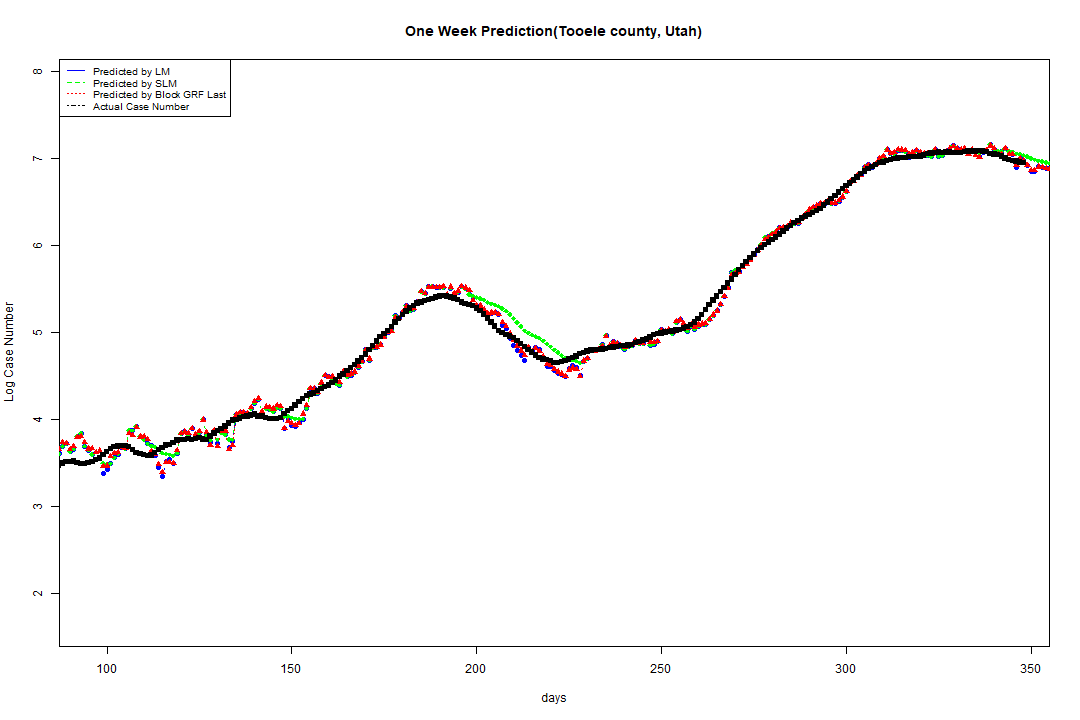 One Week Prediction(Tooele county, Utah)
Predicted by LM
Predicted by SLM
Predicted by Block GRF Last
Actual Case Number
8
7
6
5
4
3
2
Log Case Number
100 150 200 250 300 350
days